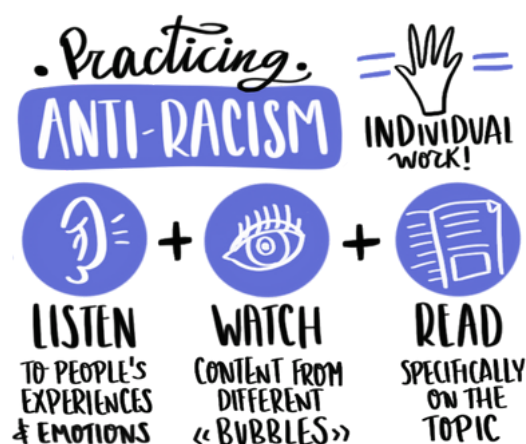 Practicing
ANTI-RACISM
INDIVIDUAL
WORK!
LISTEN
TO PEOPLE'S
EXPERIENCES
& EMOTIONS
WATCH
CONTENT FROM
DIFFERENT
«BUBBLES»
READ
SPECIFICALLY
ON THE
TOPIC